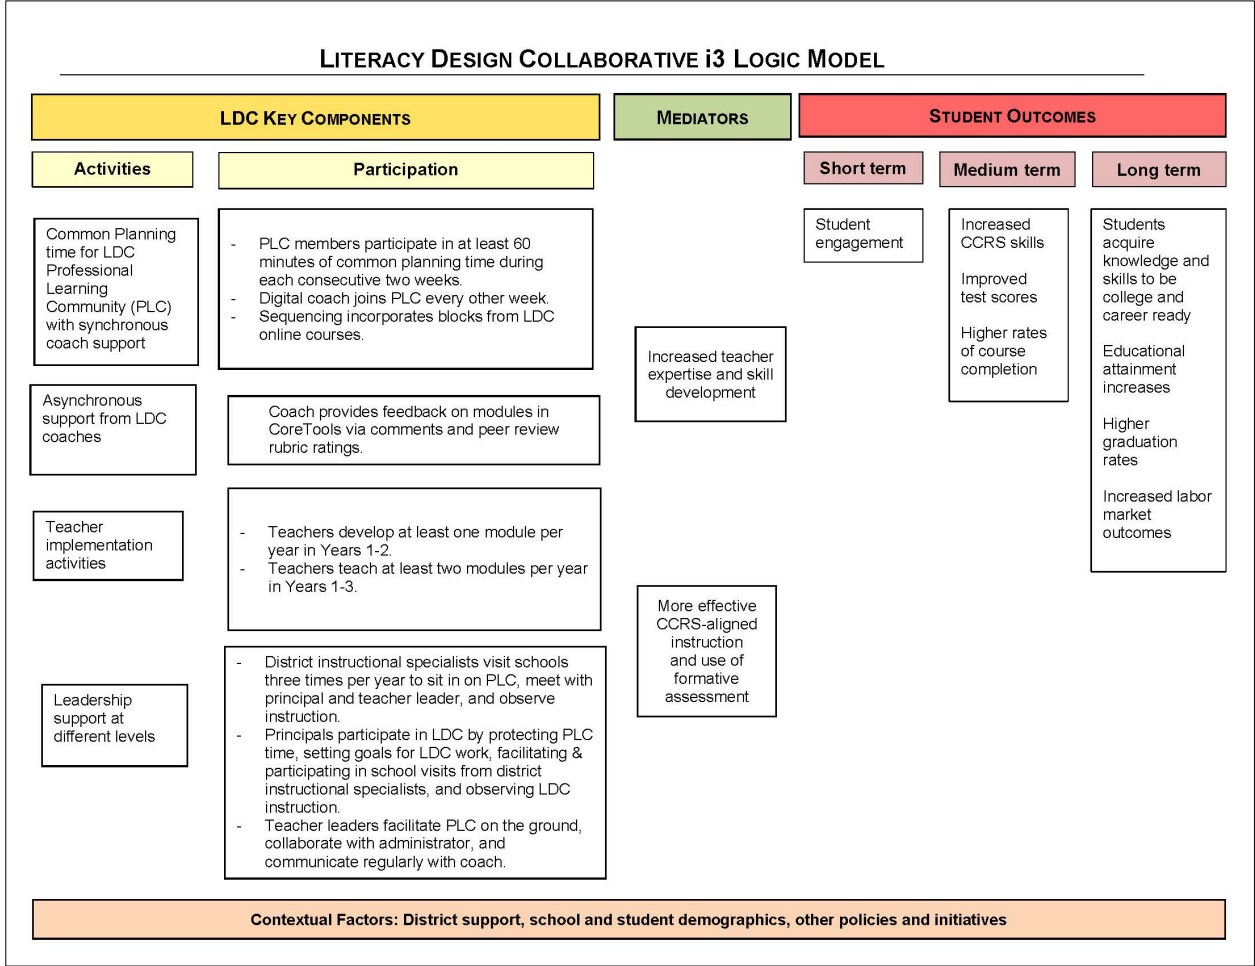 LITERACY DESIGN COLLABORATIVE i3 LOGIC MODEL
LDC KEY COMPONENTS
MEDIATORS
STUDENT OUTCOMES
Activities
Participation
Short term
Medium term
Long term
Common Planning
time for LDC
Professional
Learning
Community (PLC)
with synchronous
coach support
- PLC members participate in at least 60
minutes of common planning time during
each consecutive two weeks.
- Digital coach joins PLC every other week.
- Sequencing incorporates blocks from LDC
online courses.
Asynchronous
support from LDC
coaches
Coach provides feedback on modules in
CoreTools via comments and peer review
rubric ratings.
Teacher
implementation
activities
- Teachers develop at least one module per
year in Years 1-2.
- Teachers teach at least two modules per year
in Years 1-3.
Leadership
support at
different levels
- District instructional specialists visit schools
three times per year to sit in on PLC, meet with
principal and teacher leader, and observe
instruction.
- Principals participate in LDC by protecting PLC
time, setting goals for LDC work, facilitating &
participating in school visits from district
instructional specialists, and observing LDC
instruction.
- Teacher leaders facilitate PLC on the ground,
collaborate with administrator, and
communicate regularly with coach.
Increased teacher
expertise and skill
development
More effective
CCRS-aligned
instruction
and use of
formative
assessment
Student
engagement
Increased
CCRS skills
Improved
test scores
Higher rates
of course
completion
Students
acquire
knowledge and
skills to be
college and
career ready
Educational
attainment
increases
Higher
graduation
rates
Increased labor
market
outcomes
Contextual Factors: District support, school and student demographics, other policies and initiatives